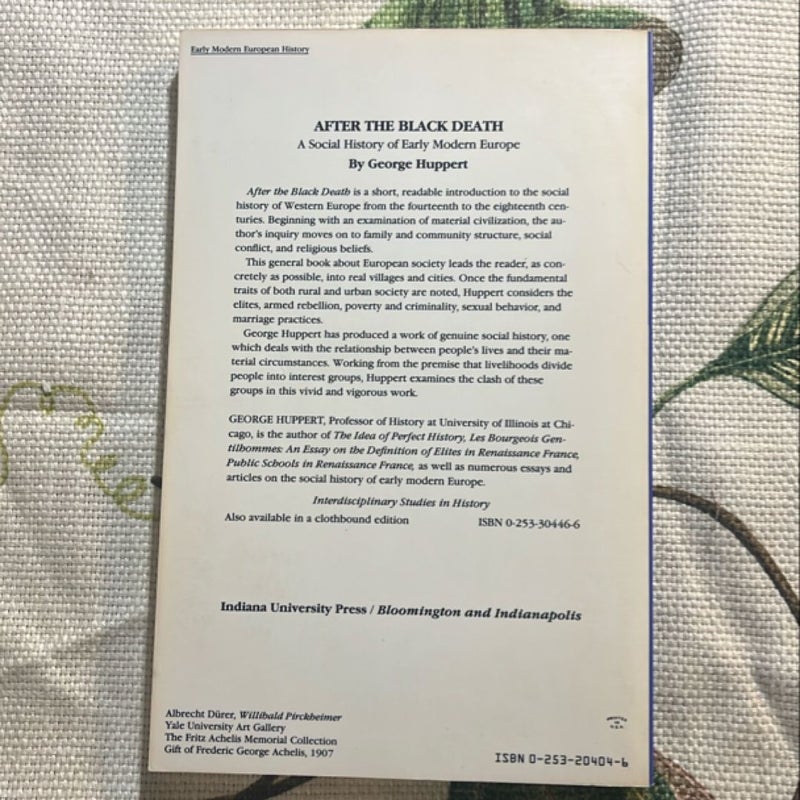 Early Modern European History
AFTER THE BLACK DEATH
A Social History of Early Modern Europe
By George Huppert
After the Black Death is a short, readable introduction to the social
history of Western Europe from the fourteenth to the eighteenth cen-
turies. Beginning with an examination of material civilization, the au-
thor's inquiry moves on to family and community structure, social
conflict, and religious beliefs.
This general book about European society leads the reader, as con-
cretely as possible, into real villages and cities. Once the fundamental
traits of both rural and urban society are noted, Huppert considers the
elites, armed rebellion, poverty and criminality, sexual behavior, and
marriage practices.
George Huppert has produced a work of genuine social history, one
which deals with the relationship between people's lives and their ma-
terial circumstances. Working from the premise that livelihoods divide
people into interest groups, Huppert examines the clash of these
groups in this vivid and vigorous work.
GEORGE HUPPERT, Professor of History at University of Illinois at Chi-
cago, is the author of The Idea of Perfect History, Les Bourgeois Gen-
tilhommes: An Essay on the Definition of Elites in Renaissance France,
Public Schools in Renaissance France, as well as numerous essays and
articles on the social history of early modern Europe.
Interdisciplinary Studies in History
Also available in a clothbound edition ISBN 0-253-30446-6
Indiana University Press / Bloomington and Indianapolis
Albrecht Dürer, Willibald Pirckheimer
Yale University Art Gallery
The Fritz Achelis Memorial Collection
Gift of Frederic George Achelis, 1907
PRINTED
IN
U.S.A.
ISBN 0-253-20404-6